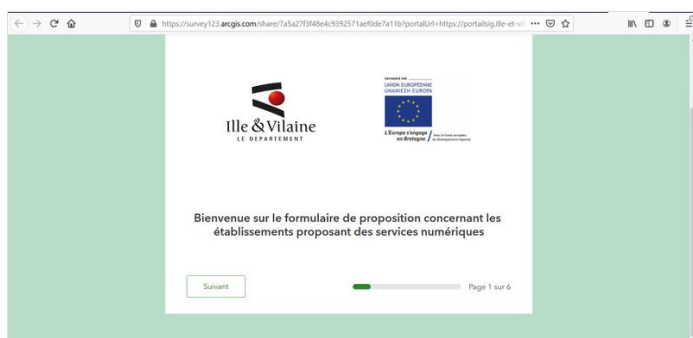 https://survey123.arcgis.com/share/7a5a27f3f48e4c9392571aef0de7a11b?portalUrl=https://portailsig.ille-et-vil
UNION EUROPÉENNE
UNANIEZH EUROPA
Ille & Vilaine
LE DÉPARTEMENT
L'Europe s'engage
en Bretagne
Bienvenue sur le formulaire de proposition concernant les
établissements proposant des services numériques
Suivant
Page 1 sur 6